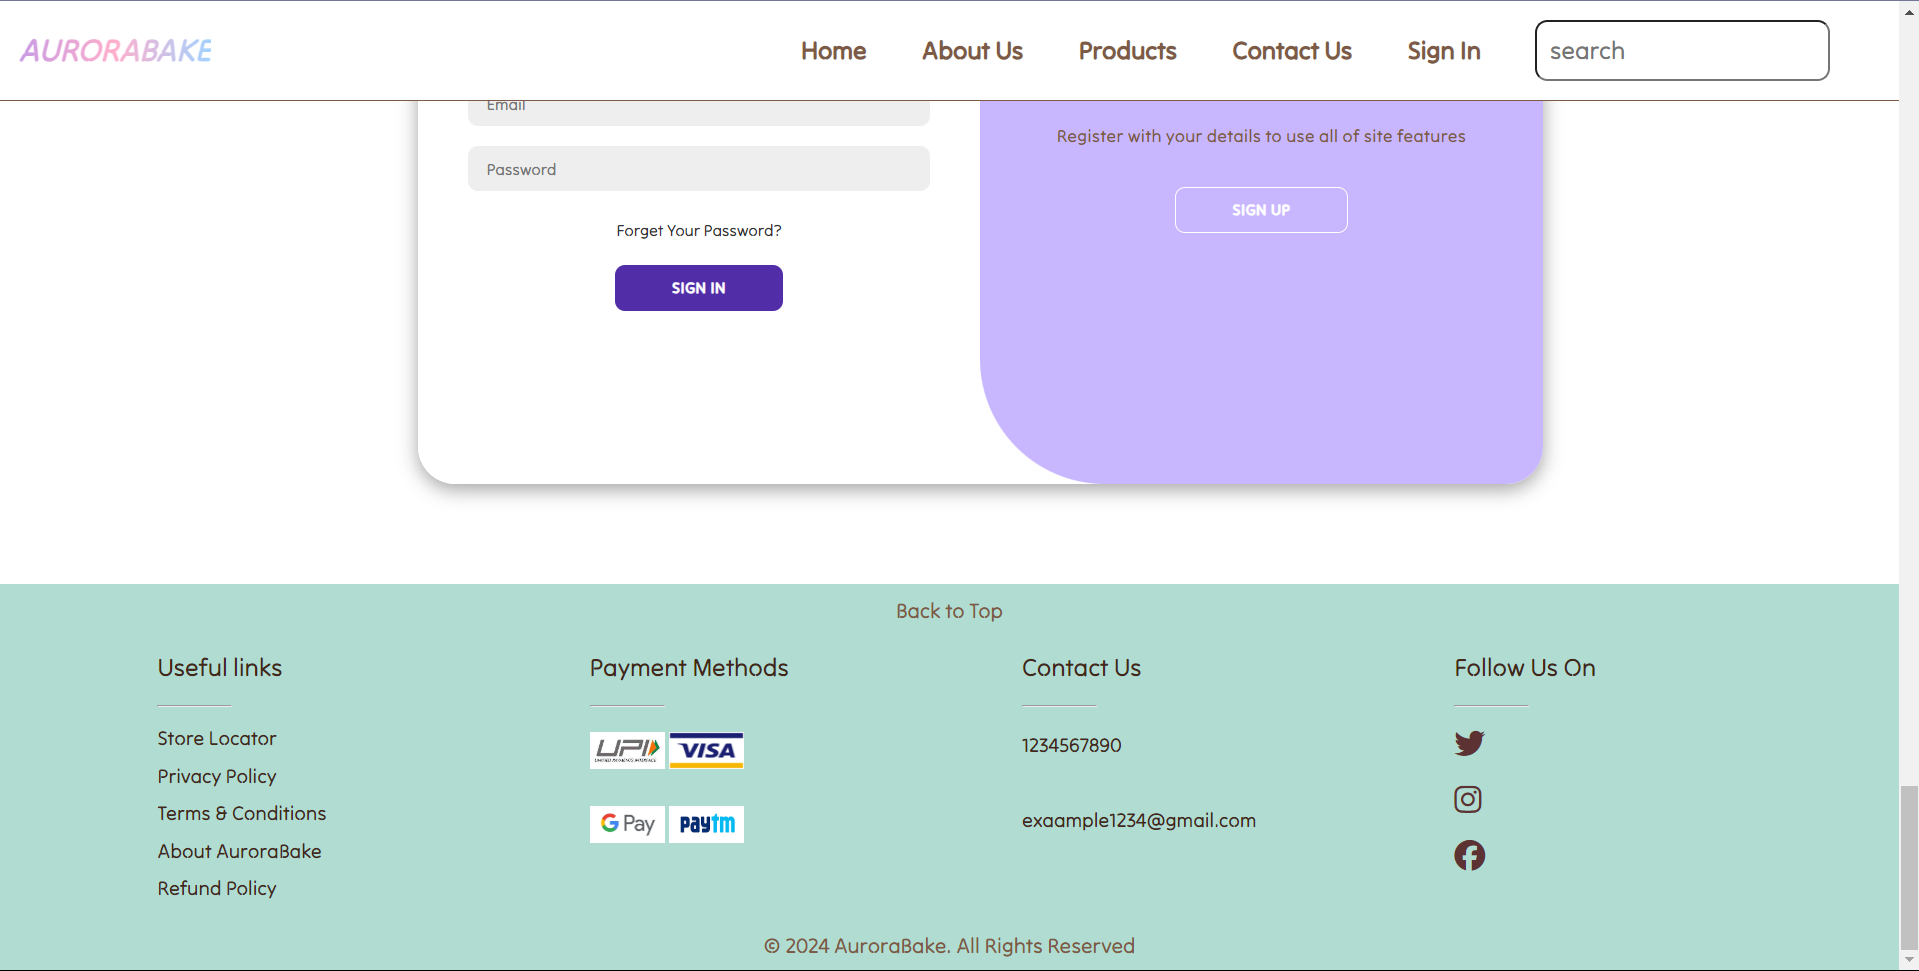 AURORABAKE Home About Us Products Contact Us Sign In search
Email
Password
Forget Your Password?
SIGN IN
Register with your details to use all of site features
SIGN UP
Back to Top
Useful links
Store Locator
Privacy Policy
Terms & Conditions
About AuroraBake
Refund Policy
Payment Methods
UPI VISA
UNIFIED PAYMENTS INTERFACE
G Pay paytm
Contact Us
1234567890
exaample1234@gmail.com
Follow Us On
© 2024 AuroraBake. All Rights Reserved